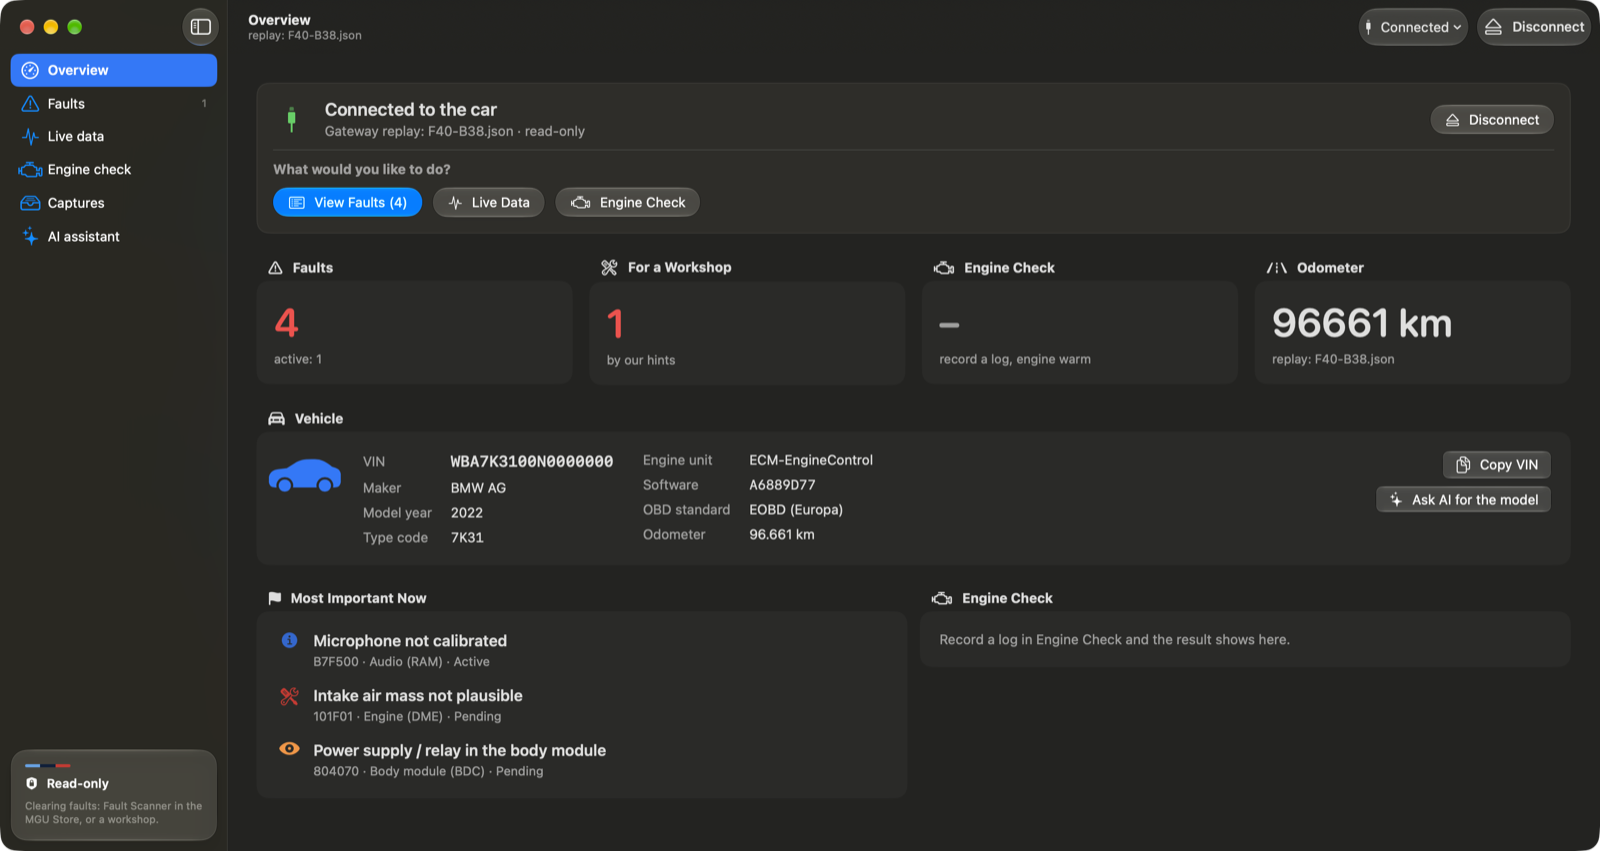 Overview
replay: F40-B38.json
Connected
Disconnect
Overview
Faults 1
Live data
Engine check
Captures
AI assistant
Connected to the car
Gateway replay: F40-B38.json · read-only
Disconnect
What would you like to do?
View Faults (4)
Live Data
Engine Check
Faults
4
active: 1
For a Workshop
1
by our hints
Engine Check
–
record a log, engine warm
Odometer
96661 km
replay: F40-B38.json
Vehicle
VIN WBA7K3100N0000000
Maker BMW AG
Model year 2022
Type code 7K31
Engine unit ECM-EngineControl
Software A6889D77
OBD standard EOBD (Europa)
Odometer 96.661 km
Copy VIN
Ask AI for the model
Most Important Now
Microphone not calibrated
B7F500 · Audio (RAM) · Active
Intake air mass not plausible
101F01 · Engine (DME) · Pending
Power supply / relay in the body module
804070 · Body module (BDC) · Pending
Engine Check
Record a log in Engine Check and the result shows here.
Read-only
Clearing faults: Fault Scanner in the
MGU Store, or a workshop.